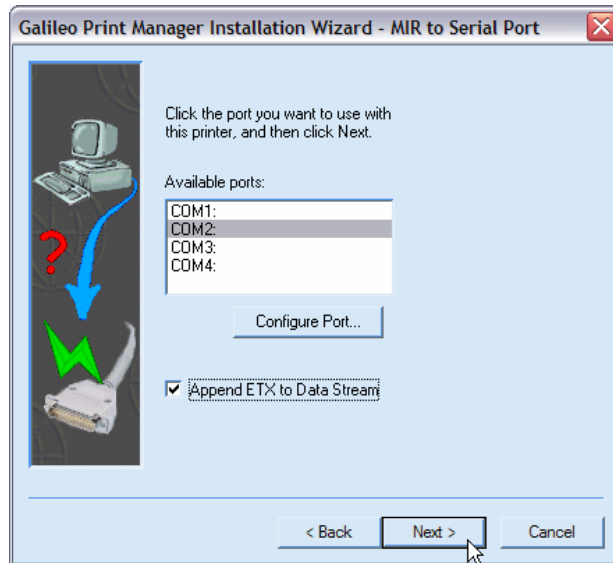 Galileo Print Manager Installation Wizard - MIR to Serial Port
Click the port you want to use with
this printer, and then click Next.
Available ports:
COM1:
COM2:
COM3:
COM4:
Configure Port...
Append ETX to Data Stream
?
< Back Next > Cancel